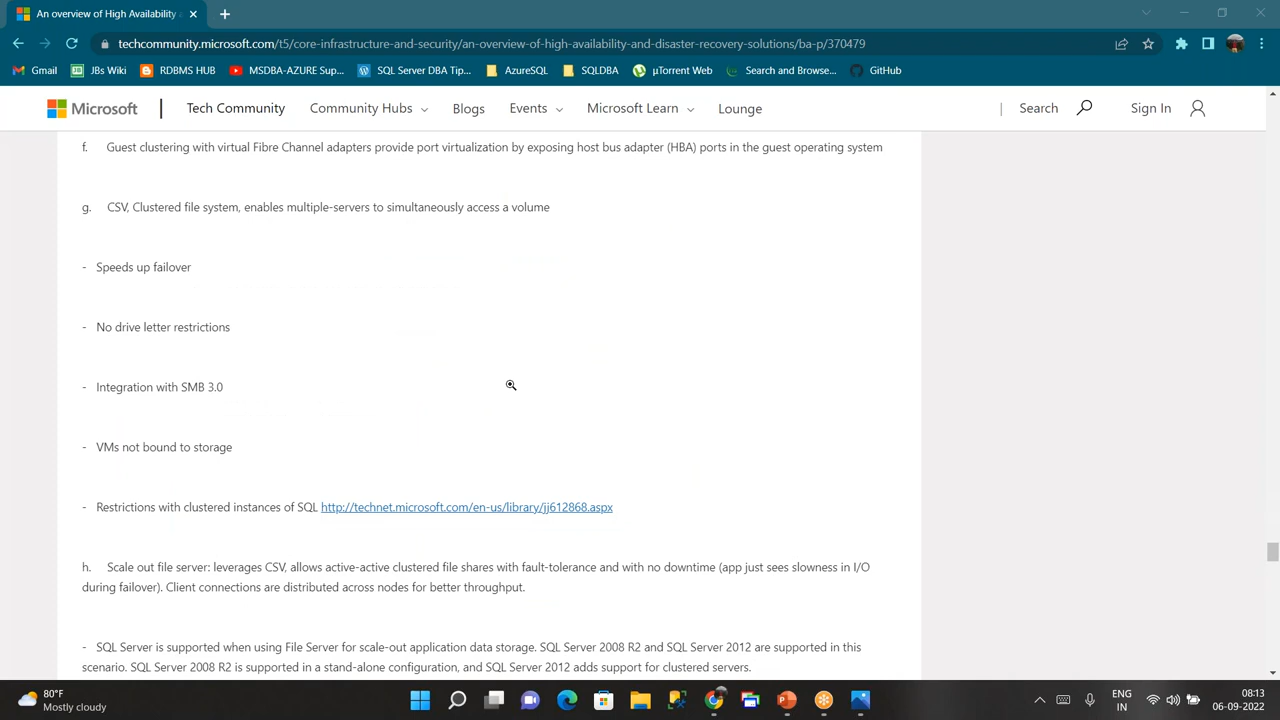 An overview of High Availability a
techcommunity.microsoft.com/t5/core-infrastructure-and-security/an-overview-of-high-availability-and-disaster-recovery-solutions/ba-p/370479
Gmail JBs Wiki RDBMS HUB MSDBA-AZURE Sup... SQL Server DBA Tip... AzureSQL SQLDBA µTorrent Web Search and Browse... GitHub
Microsoft Tech Community Community Hubs Blogs Events Microsoft Learn Lounge Search Sign In
f. Guest clustering with virtual Fibre Channel adapters provide port virtualization by exposing host bus adapter (HBA) ports in the guest operating system
g. CSV, Clustered file system, enables multiple-servers to simultaneously access a volume
- Speeds up failover
- No drive letter restrictions
- Integration with SMB 3.0
- VMs not bound to storage
- Restrictions with clustered instances of SQL http://technet.microsoft.com/en-us/library/jj612868.aspx
h. Scale out file server: leverages CSV, allows active-active clustered file shares with fault-tolerance and with no downtime (app just sees slowness in I/O
during failover). Client connections are distributed across nodes for better throughput.
- SQL Server is supported when using File Server for scale-out application data storage. SQL Server 2008 R2 and SQL Server 2012 are supported in this
scenario. SQL Server 2008 R2 is supported in a stand-alone configuration, and SQL Server 2012 adds support for clustered servers.
80°F
Mostly cloudy
ENG
IN
08:13
06-09-2022